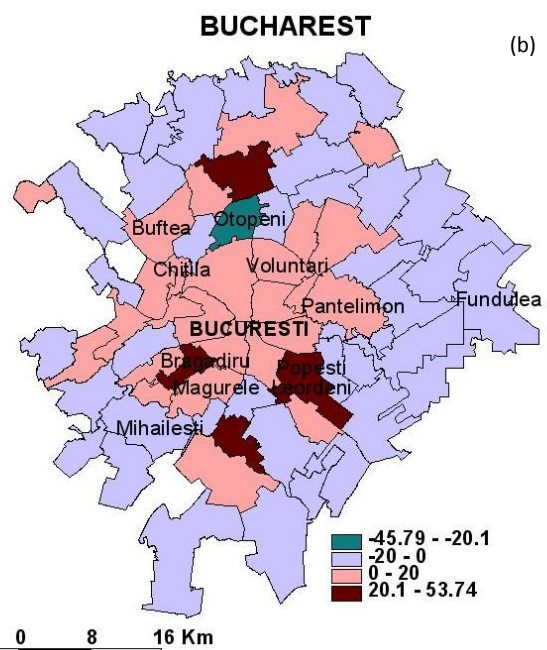 BUCHAREST
(b)
Otopeni
Buftea
Chitila
Voluntari
Pantelimon
Fundulea
BUCURESTI
Bragadiru
Popesti
Leordeni
Magurele
Mihailesti
-45.79 - -20.1
-20 - 0
0 - 20
20.1 - 53.74
0 8 16 Km